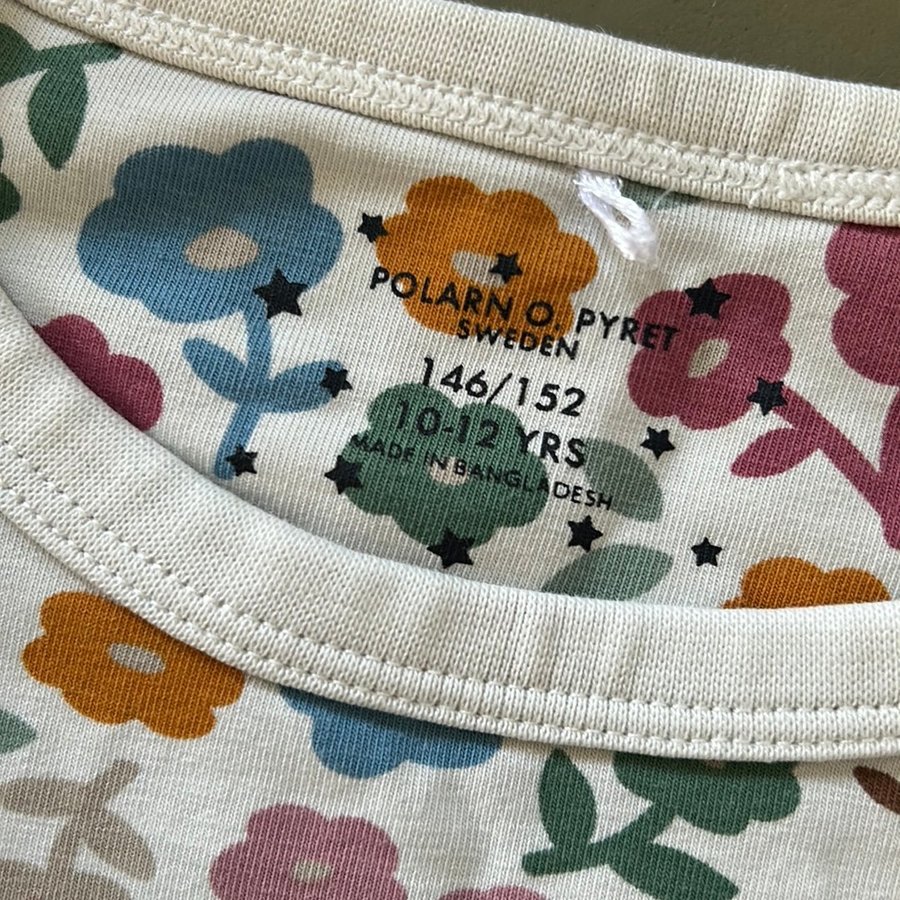 POLARN O. PYRET
SWEDEN
146/152
10-12 YRS
MADE IN BANGLADESH